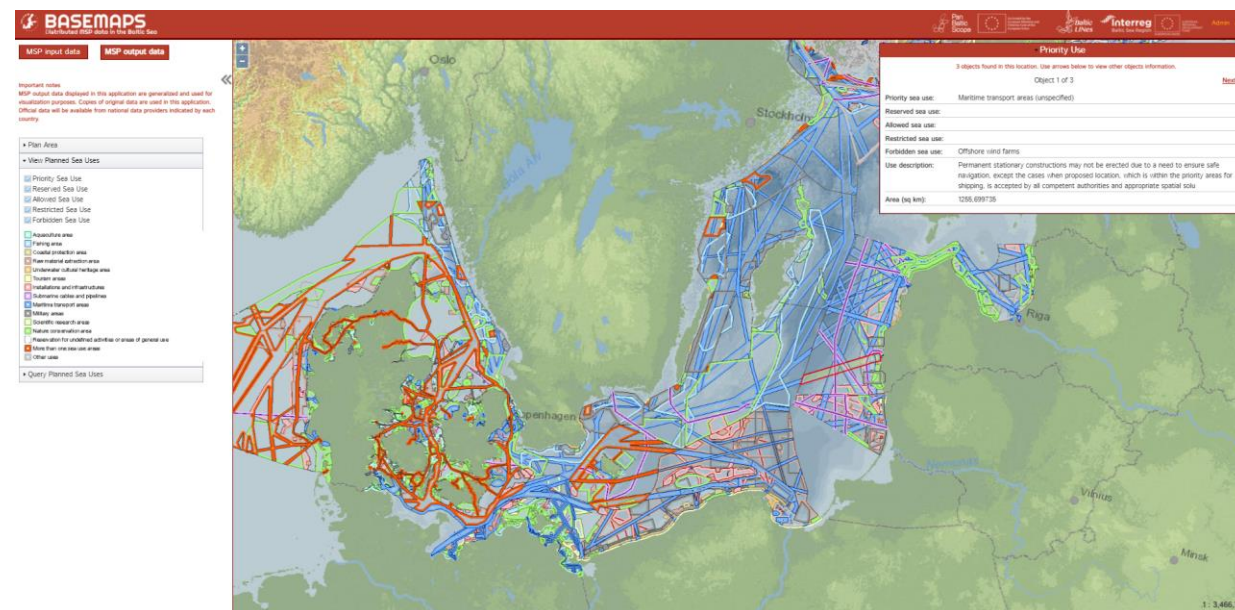 BASEMAPS
Distributed MSP data in the Baltic Sea
Pan
Baltic
Scope
Baltic
LINes
Interreg
Baltic Sea Region
Admin
MSP input data
MSP output data
Important notes
MSP output data displayed in this application are generalized and used for
visualization purposes. Copies of original data are used in this application.
Official data will be available from national data providers indicated by each
country.
Plan Area
View Planned Sea Uses
Priority Sea Use
Reserved Sea Use
Allowed Sea Use
Restricted Sea Use
Forbidden Sea Use
Aquaculture area
Fishing area
Coastal protection area
Raw material extraction area
Underwater cultural heritage area
Tourism areas
Installations and infrastructures
Submarine cables and pipelines
Maritime transport areas
Military areas
Scientific research areas
Nature conservation area
Reservation for undefined activities or areas of general use
More than one sea use areas
Other uses
Query Planned Sea Uses
Priority Use
3 objects found in this location. Use arrows below to view other objects information.
Object 1 of 3
Next
Priority sea use: Maritime transport areas (unspecified)
Reserved sea use:
Allowed sea use:
Restricted sea use:
Forbidden sea use: Offshore wind farms
Use description: Permanent stationary constructions may not be erected due to a need to ensure safe
navigation, except the cases when proposed location, which is within the priority areas for
shipping, is accepted by all competent authorities and appropriate spatial solu
Area (sq km): 1288,699735
Oslo
Stockholm
Riga
openhagen
Nemunas
Vilnius
Minsk
1 : 3,466,